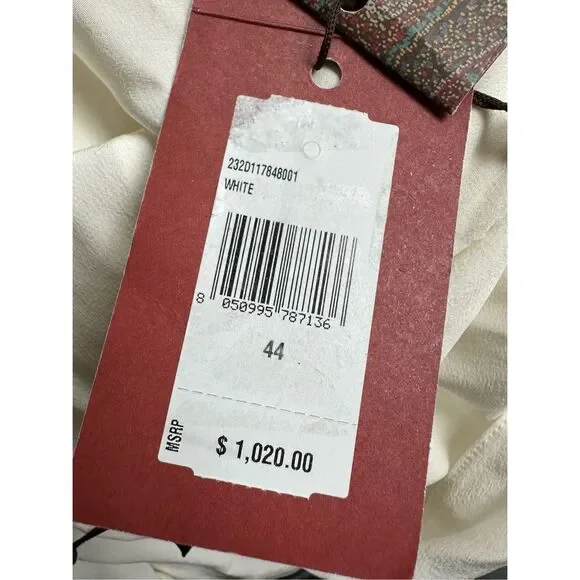 232D117848001
WHITE
8 050995 787136
44
MSRP
$ 1,020.00